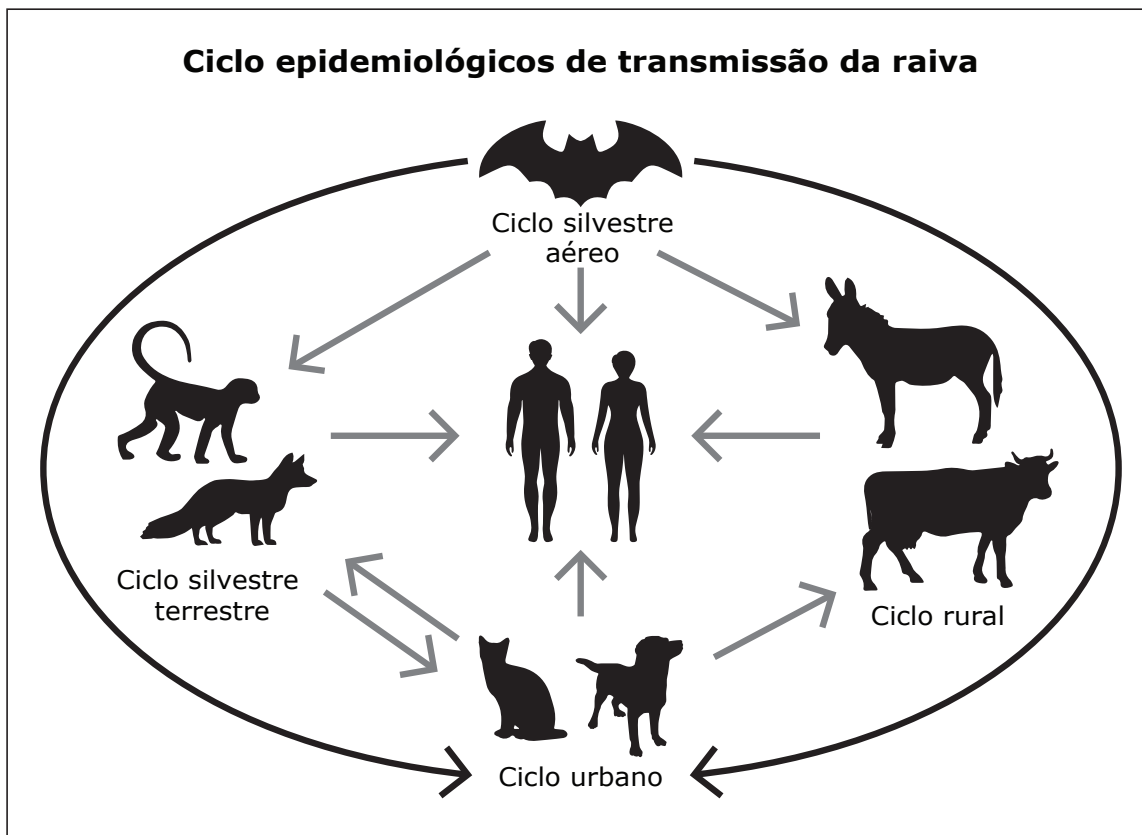 Ciclo epidemiológicos de transmissão da raiva
Ciclo silvestre
aéreo
Ciclo silvestre
terrestre
Ciclo rural
Ciclo urbano